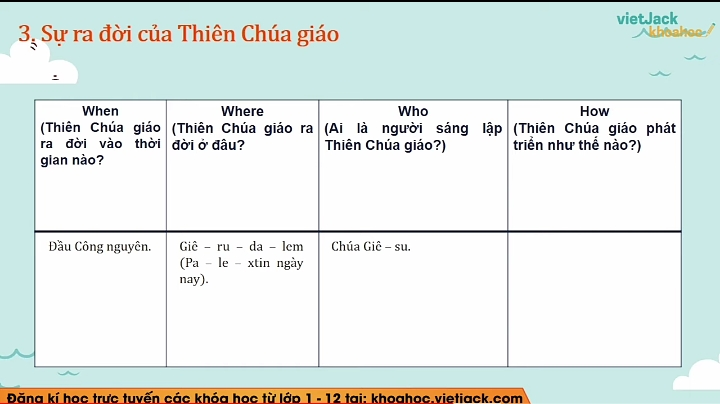 3. Sự ra đời của Thiên Chúa giáo
vietJack
khoahoc
When
(Thiên Chúa giáo
ra đời vào thời
gian nào?
Where
(Thiên Chúa giáo ra
đời ở đâu?
Who
(Ai là người sáng lập
Thiên Chúa giáo?)
How
(Thiên Chúa giáo phát
triển như thế nào?)
Đầu Công nguyên.
Giê – ru – da – lem
(Pa – le – xtin ngày
nay).
Chúa Giê – su.
Đăng kí học trực tuyến các khóa học từ lớp 1 - 12 tại: khoahoc.vietjack.com